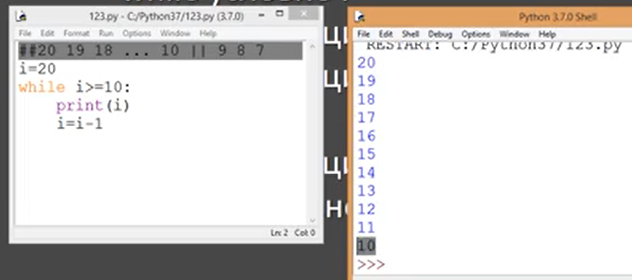 123.py - C:/Python37/123.py (3.7.0)
File Edit Format Run Options Window Help
##20 19 18 ... 10 || 9 8 7
i=20
while i>=10:
    print(i)
    i=i-1
Ln: 2 Col: 0
Python 3.7.0 Shell
File Edit Shell Debug Options Window Help
RESTART: C:/Python37/123.py
20
19
18
17
16
15
14
13
12
11
10
>>>